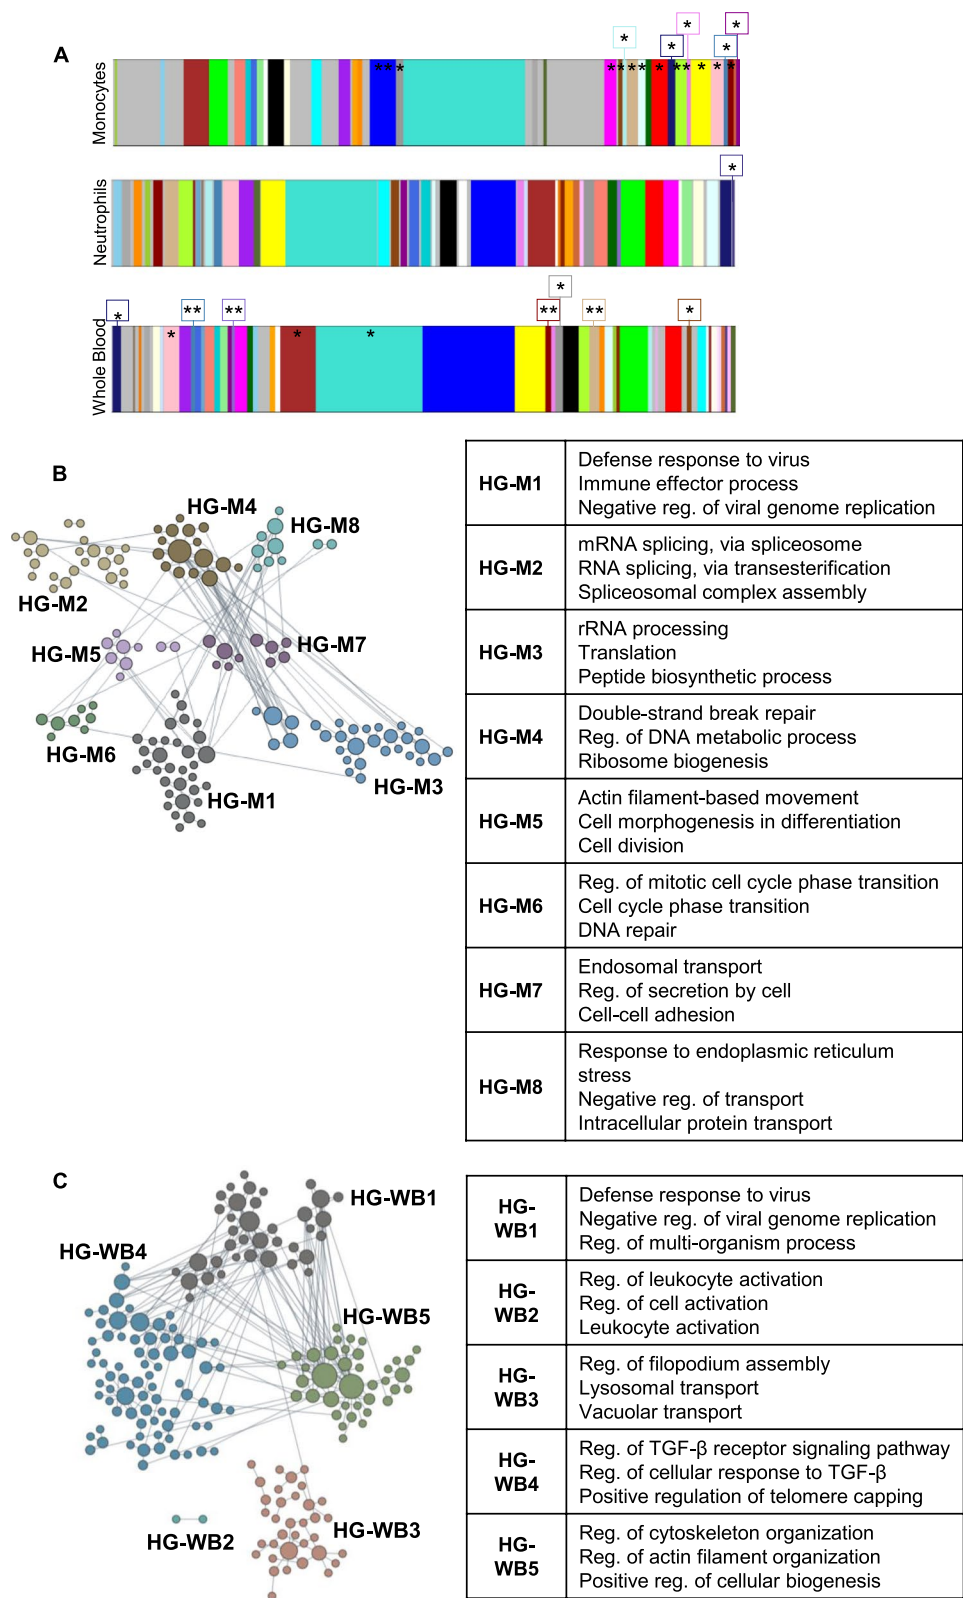 A
Monocytes
* * * * * *
** * ** ** ** * ** * * *
Neutrophils
*
Whole Blood
* ** ** ** * ** *
* * *
B
HG-M4
HG-M8
HG-M2
HG-M5
HG-M7
HG-M6
HG-M1
HG-M3
HG-M1
Defense response to virus
Immune effector process
Negative reg. of viral genome replication
HG-M2
mRNA splicing, via spliceosome
RNA splicing, via transesterification
Spliceosomal complex assembly
HG-M3
rRNA processing
Translation
Peptide biosynthetic process
HG-M4
Double-strand break repair
Reg. of DNA metabolic process
Ribosome biogenesis
HG-M5
Actin filament-based movement
Cell morphogenesis in differentiation
Cell division
HG-M6
Reg. of mitotic cell cycle phase transition
Cell cycle phase transition
DNA repair
HG-M7
Endosomal transport
Reg. of secretion by cell
Cell-cell adhesion
HG-M8
Response to endoplasmic reticulum
stress
Negative reg. of transport
Intracellular protein transport
C
HG-WB1
HG-WB4
HG-WB5
HG-WB2
HG-WB3
HG-
WB1
Defense response to virus
Negative reg. of viral genome replication
Reg. of multi-organism process
HG-
WB2
Reg. of leukocyte activation
Reg. of cell activation
Leukocyte activation
HG-
WB3
Reg. of filopodium assembly
Lysosomal transport
Vacuolar transport
HG-
WB4
Reg. of TGF-β receptor signaling pathway
Reg. of cellular response to TGF-β
Positive regulation of telomere capping
HG-
WB5
Reg. of cytoskeleton organization
Reg. of actin filament organization
Positive reg. of cellular biogenesis